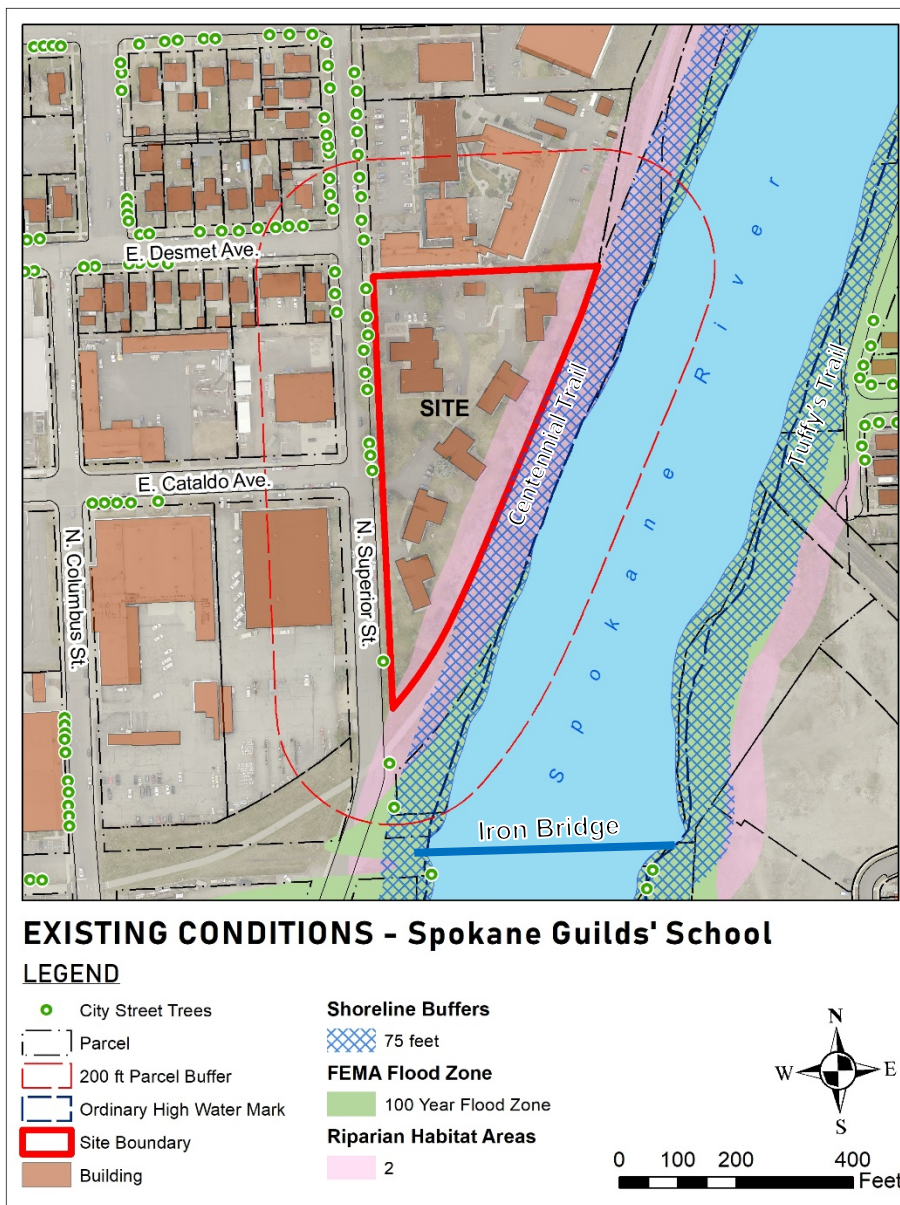 E. Desmet Ave.
SITE
E. Cataldo Ave.
N. Columbus St.
N. Superior St.
Centennial Trail
Spokane River
Tuffy's Trail
Iron Bridge
EXISTING CONDITIONS - Spokane Guilds' School
LEGEND
City Street Trees
Parcel
200 ft Parcel Buffer
Ordinary High Water Mark
Site Boundary
Building
Shoreline Buffers
75 feet
FEMA Flood Zone
100 Year Flood Zone
Riparian Habitat Areas
2
N
W E
S
0 100 200 400
Feet